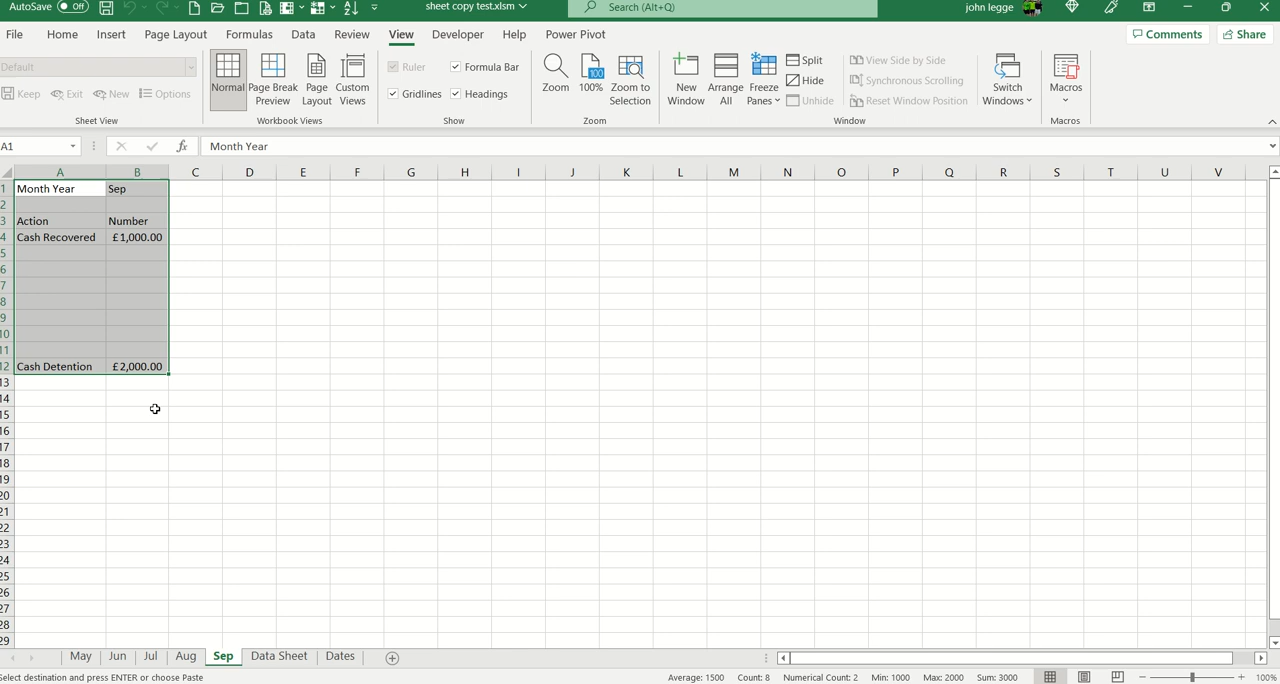 AutoSave Off sheet copy test.xlsm Search (Alt+Q) john legge
File Home Insert Page Layout Formulas Data Review View Developer Help Power Pivot Comments Share
Default Ruler Formula Bar Split View Side by Side
Keep Exit New Options Normal Page Break Preview Page Layout Custom Views Gridlines Headings Zoom 100% Zoom to Selection New Window Arrange All Freeze Panes Hide Synchronous Scrolling Switch Windows Macros
Unhide Reset Window Position
Sheet View Workbook Views Show Zoom Window Macros
A1 fx Month Year
A B C D E F G H I J K L M N O P Q R S T U V
1 Month Year Sep
2
3 Action Number
4 Cash Recovered £1,000.00
5
6
7
8
9
10
11
12 Cash Detention £2,000.00
13
14
15
16
17
18
19
20
21
22
23
24
25
26
27
28
29
May Jun Jul Aug Sep Data Sheet Dates
Select destination and press ENTER or choose Paste Average: 1500 Count: 8 Numerical Count: 2 Min: 1000 Max: 2000 Sum: 3000 100%